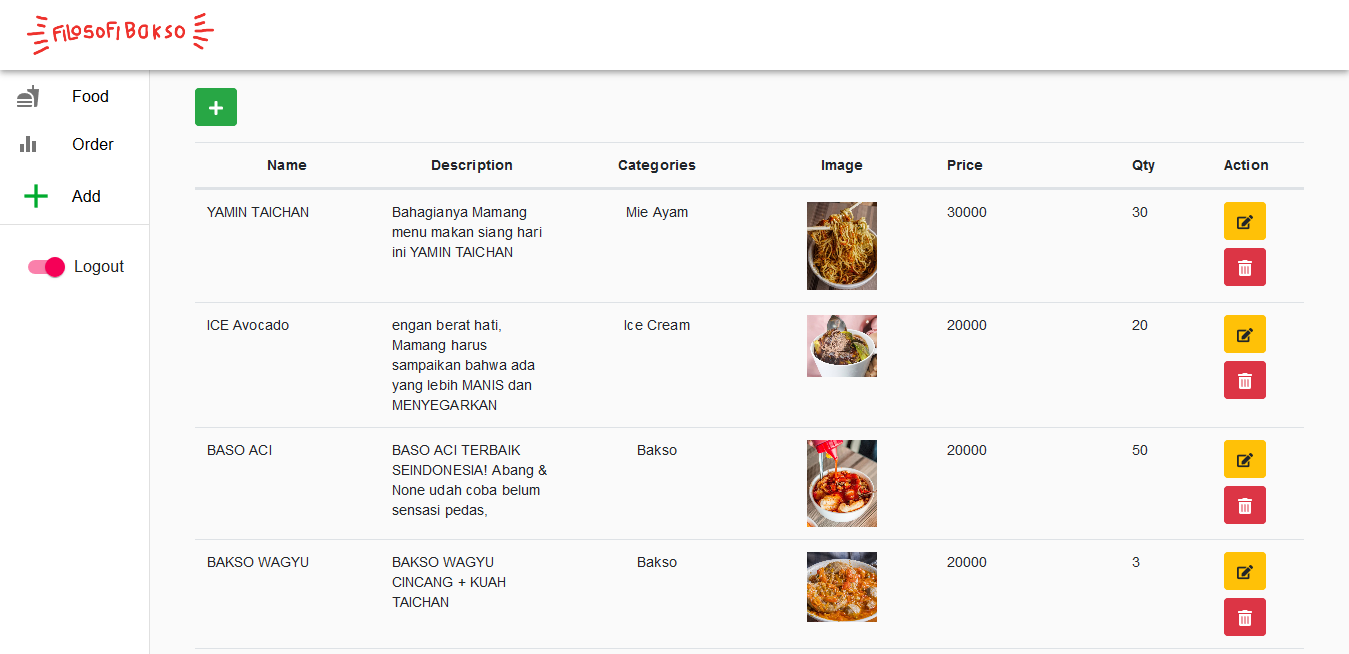 FiLosoFi Bakso
Food
Order
Add
Logout
Name Description Categories Image Price Qty Action
YAMIN TAICHAN Bahagianya Mamang Mie Ayam 30000 30
menu makan siang hari
ini YAMIN TAICHAN
ICE Avocado engan berat hati, Ice Cream 20000 20
Mamang harus
sampaikan bahwa ada
yang lebih MANIS dan
MENYEGARKAN
BASO ACI BASO ACI TERBAIK Bakso 20000 50
SEINDONESIA! Abang &
None udah coba belum
sensasi pedas,
BAKSO WAGYU BAKSO WAGYU Bakso 20000 3
CINCANG + KUAH
TAICHAN